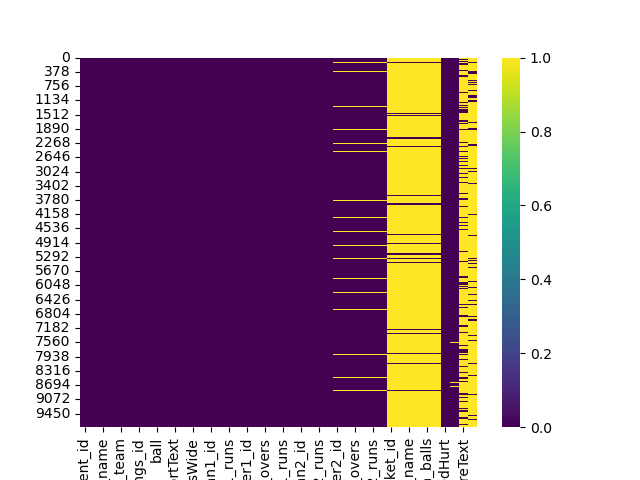 0
378
756
1134
1512
1890
2268
2646
3024
3402
3780
4158
4536
4914
5292
5670
6048
6426
6804
7182
7560
7938
8316
8694
9072
9450
1.0
0.8
0.6
0.4
0.2
0.0
ent_id
name
_team
ngs_id
ball
ortText
sWide
an1_id
_runs
er1_id
overs
_runs
an2_id
2_runs
er2_id
overs
_runs
ket_id
_name
_balls
dHurt
reText